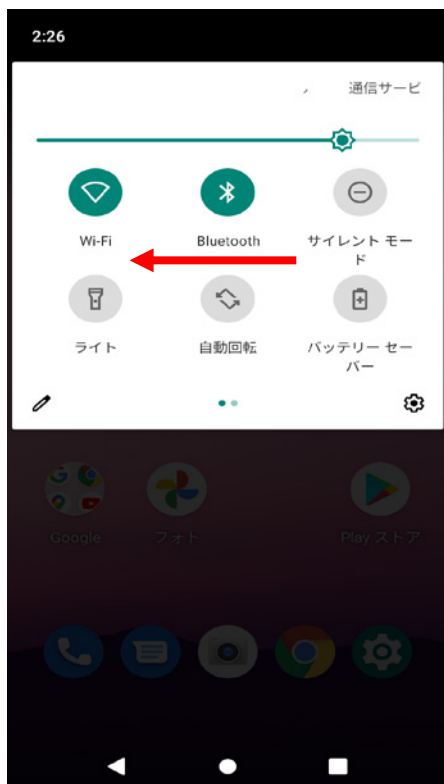 2:26
通信サービ
Wi-Fi
Bluetooth
サイレント モー
ド
ライト
自動回転
バッテリー セー
バー
Google
フォト
Play ストア